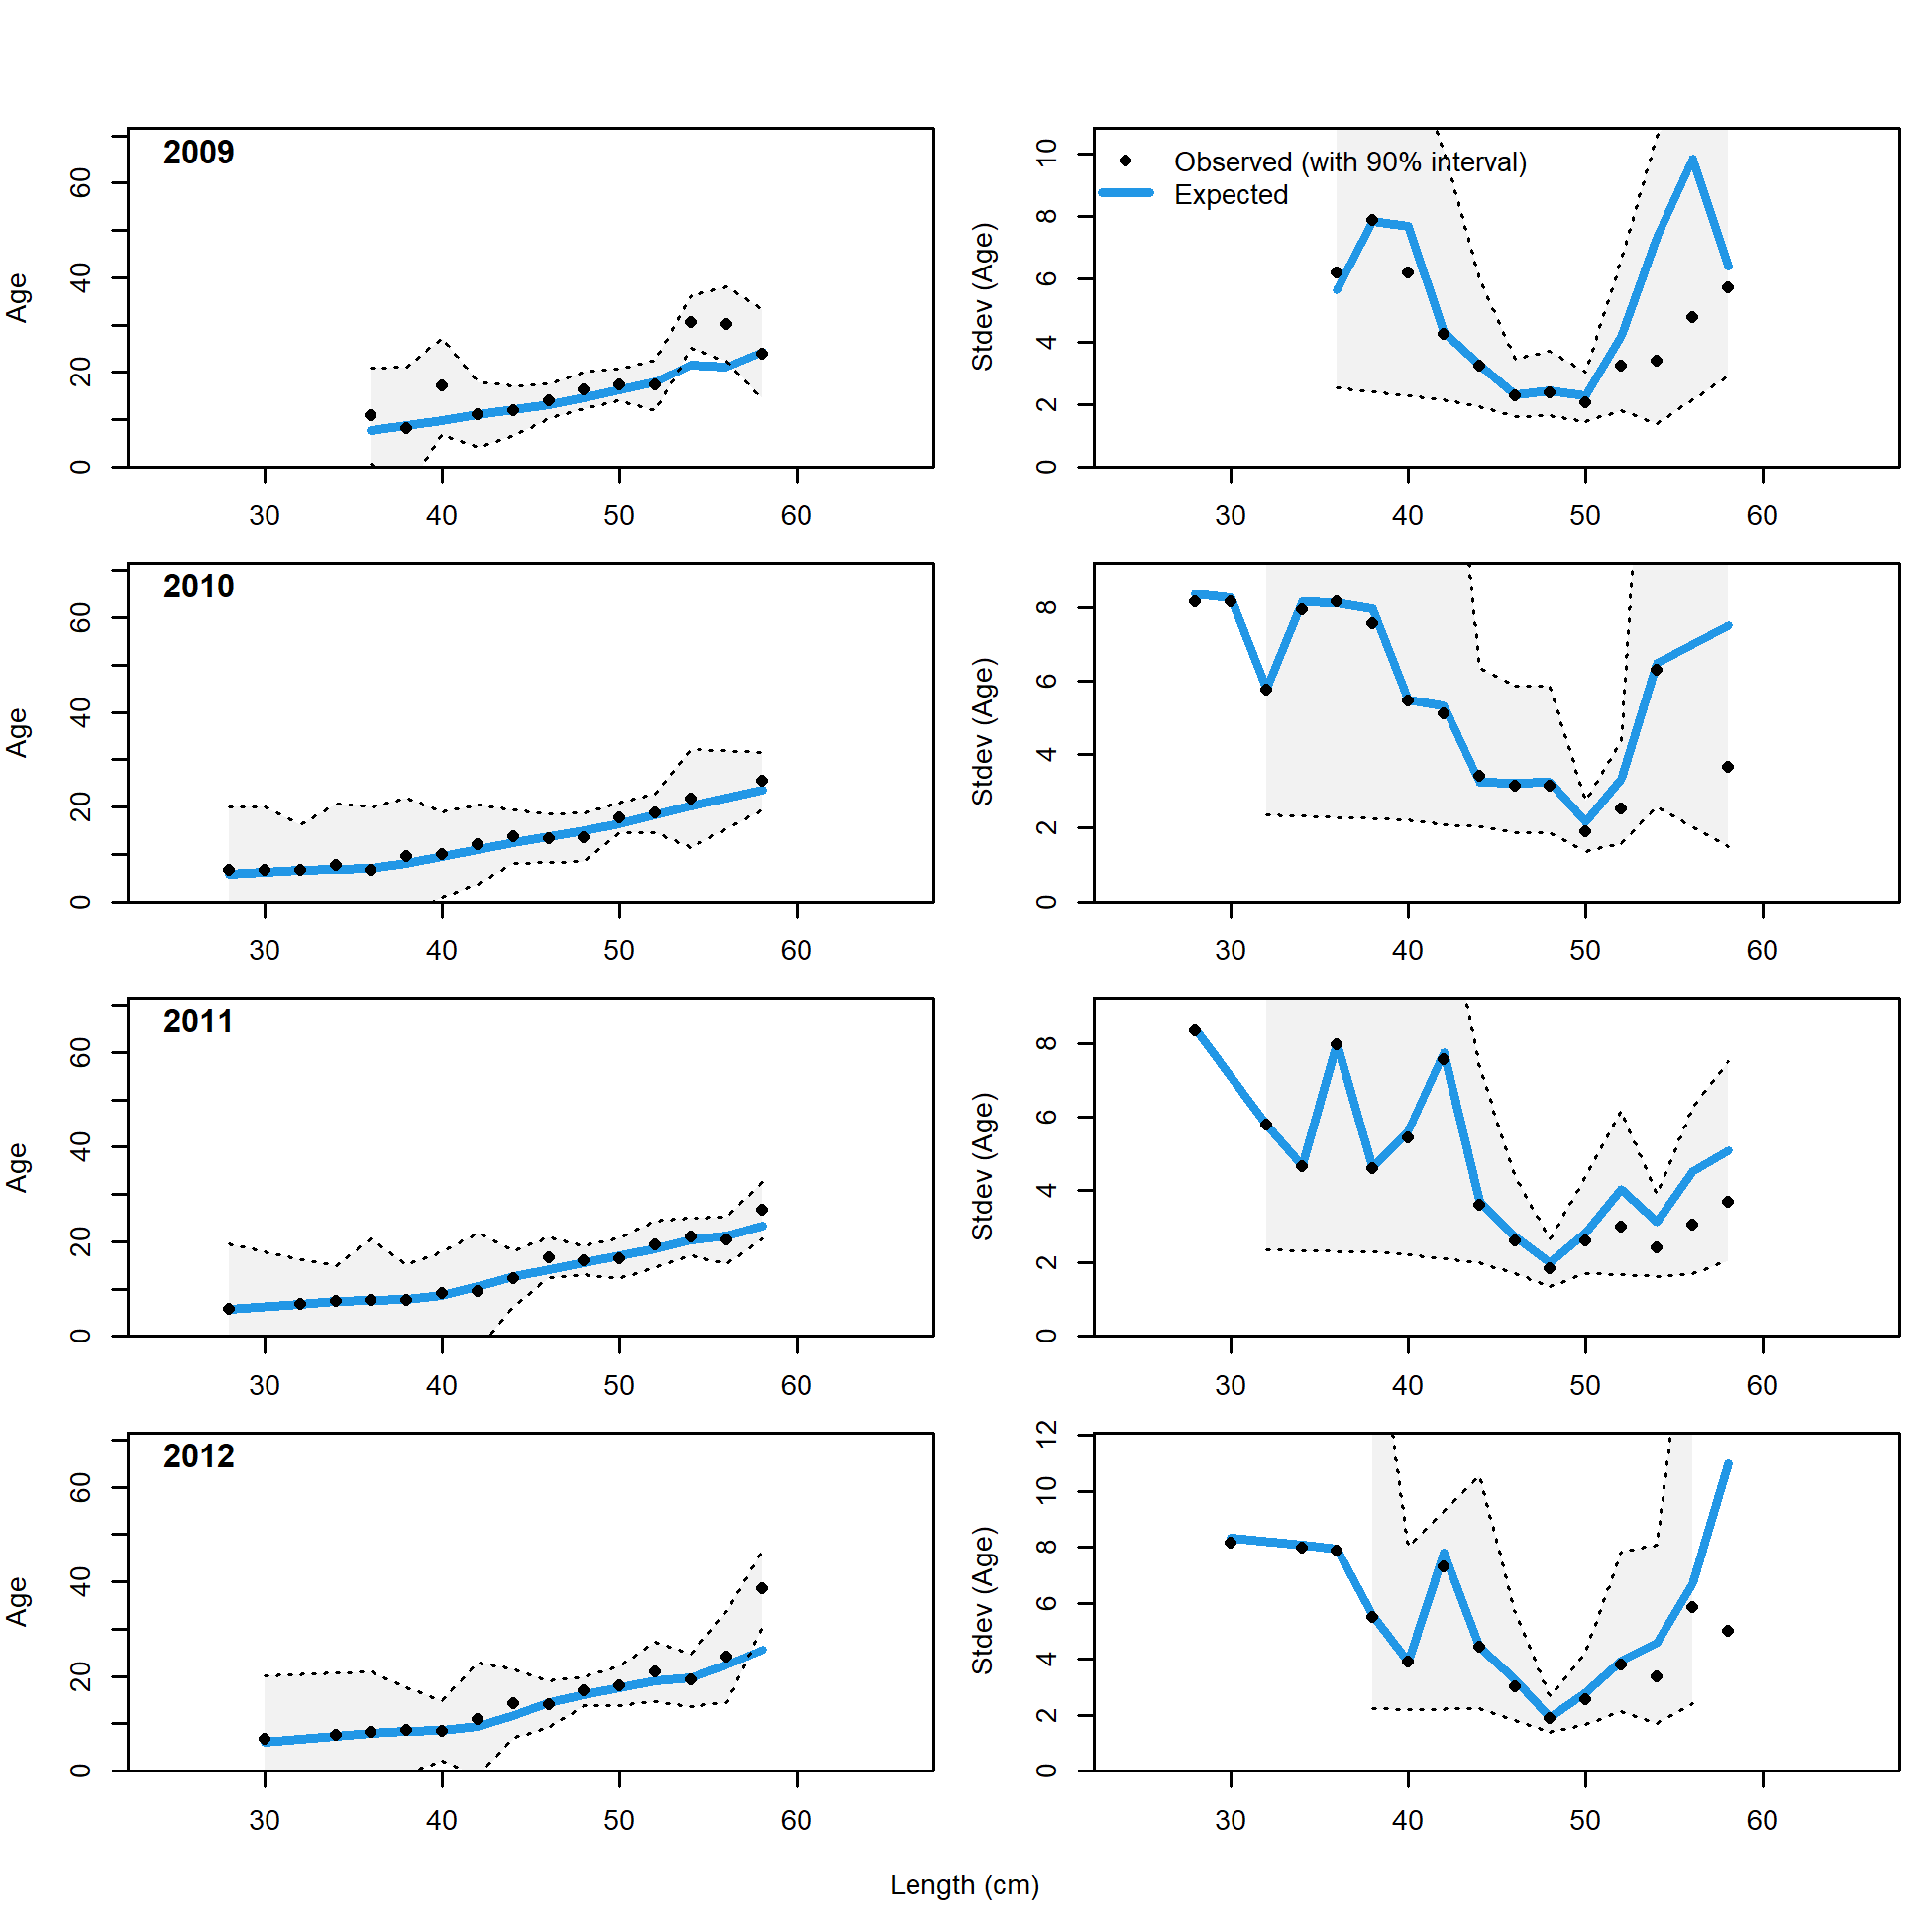 2009
Age
0 20 40 60
30 40 50 60
Observed (with 90% interval)
Expected
Stdev (Age)
0 2 4 6 8 10
30 40 50 60
2010
Age
0 20 40 60
30 40 50 60
Stdev (Age)
0 2 4 6 8
30 40 50 60
2011
Age
0 20 40 60
30 40 50 60
Stdev (Age)
0 2 4 6 8
30 40 50 60
2012
Age
0 20 40 60
30 40 50 60
Stdev (Age)
0 2 4 6 8 10 12
30 40 50 60
Length (cm)